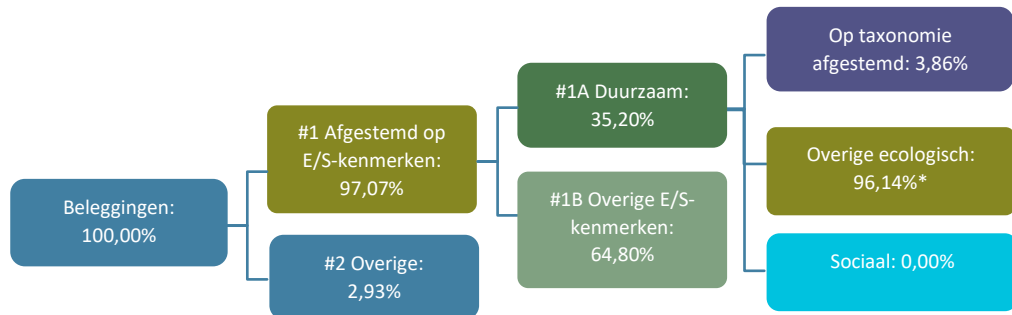 Beleggingen:
100,00%
#1 Afgestemd op
E/S-kenmerken:
97,07%
#2 Overige:
2,93%
#1A Duurzaam:
35,20%
#1B Overige E/S-
kenmerken:
64,80%
Op taxonomie
afgestemd: 3,86%
Overige ecologisch:
96,14%*
Sociaal: 0,00%